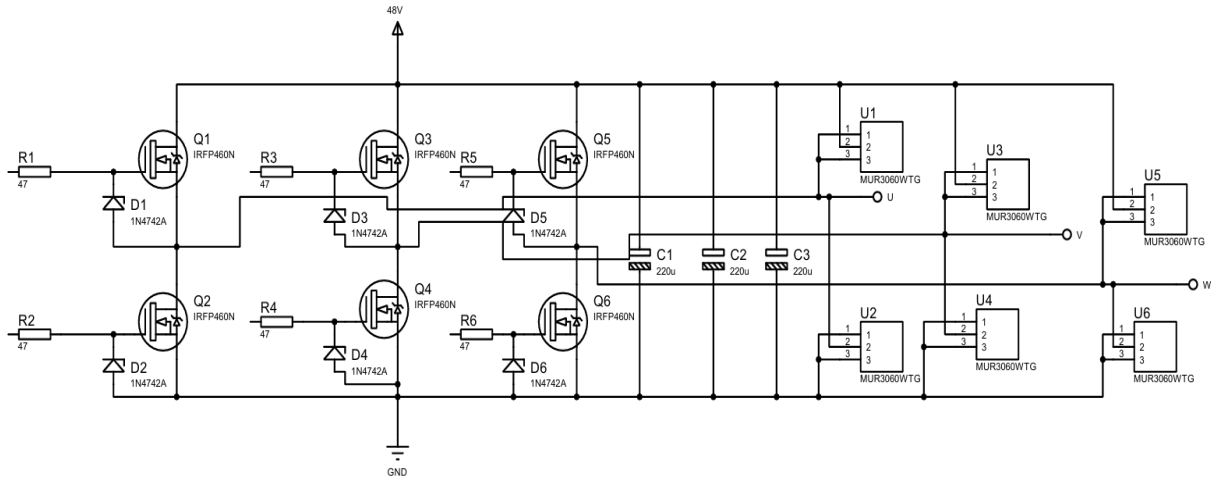 48V
Q1
IRFP460N
R1
47
D1
1N4742A
Q3
IRFP460N
R3
47
D3
1N4742A
Q5
IRFP460N
R5
47
D5
1N4742A
Q2
IRFP460N
R2
47
D2
1N4742A
Q4
IRFP460N
R4
47
D4
1N4742A
Q6
IRFP460N
R6
47
D6
1N4742A
C1
220u
C2
220u
C3
220u
U1
1 1
2 2
3 3
MUR3060WTG
U3
1 1
2 2
3 3
MUR3060WTG
U5
1 1
2 2
3 3
MUR3060WTG
U
V
W
U2
1 1
2 2
3 3
MUR3060WTG
U4
1 1
2 2
3 3
MUR3060WTG
U6
1 1
2 2
3 3
MUR3060WTG
GND